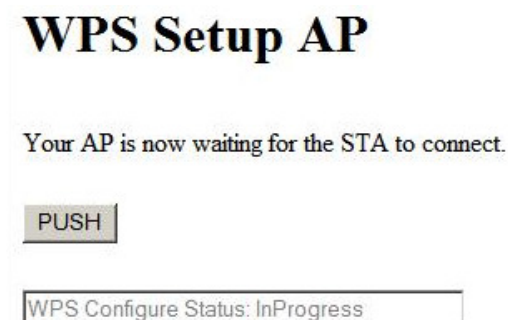 WPS Setup AP
Your AP is now waiting for the STA to connect.
PUSH
WPS Configure Status: InProgress